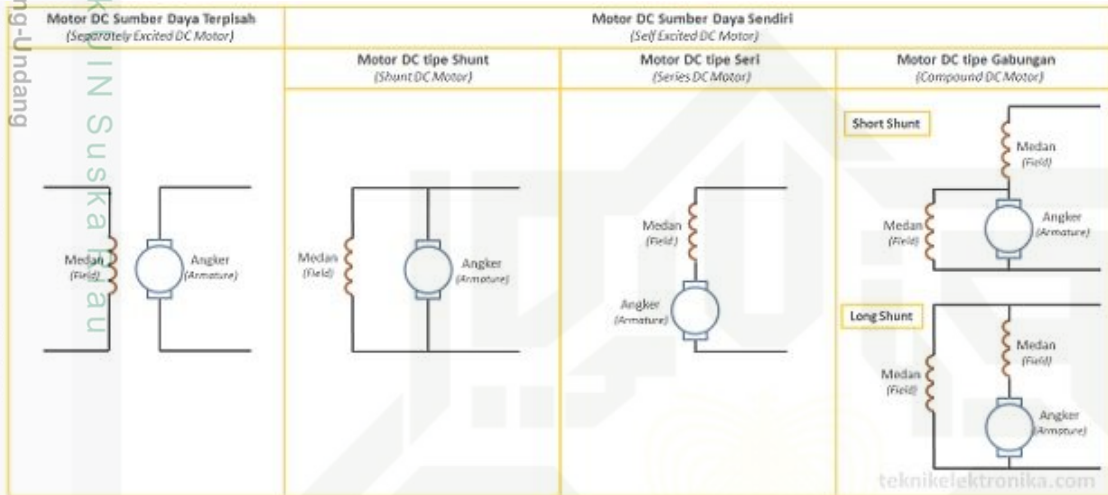 ng-Undang
k UIN Suska Riau
Motor DC Sumber Daya Terpisah
(Separately Excited DC Motor)
Motor DC Sumber Daya Sendiri
(Self Excited DC Motor)
Motor DC tipe Shunt
(Shunt DC Motor)
Motor DC tipe Seri
(Series DC Motor)
Motor DC tipe Gabungan
(Compound DC Motor)
Medan
(Field)
Angker
(Armature)
Medan
(Field)
Angker
(Armature)
Medan
(Field)
Angker
(Armature)
Short Shunt
Medan
(Field)
Medan
(Field)
Angker
(Armature)
Long Shunt
Medan
(Field)
Medan
(Field)
Angker
(Armature)
teknikelektronika.com